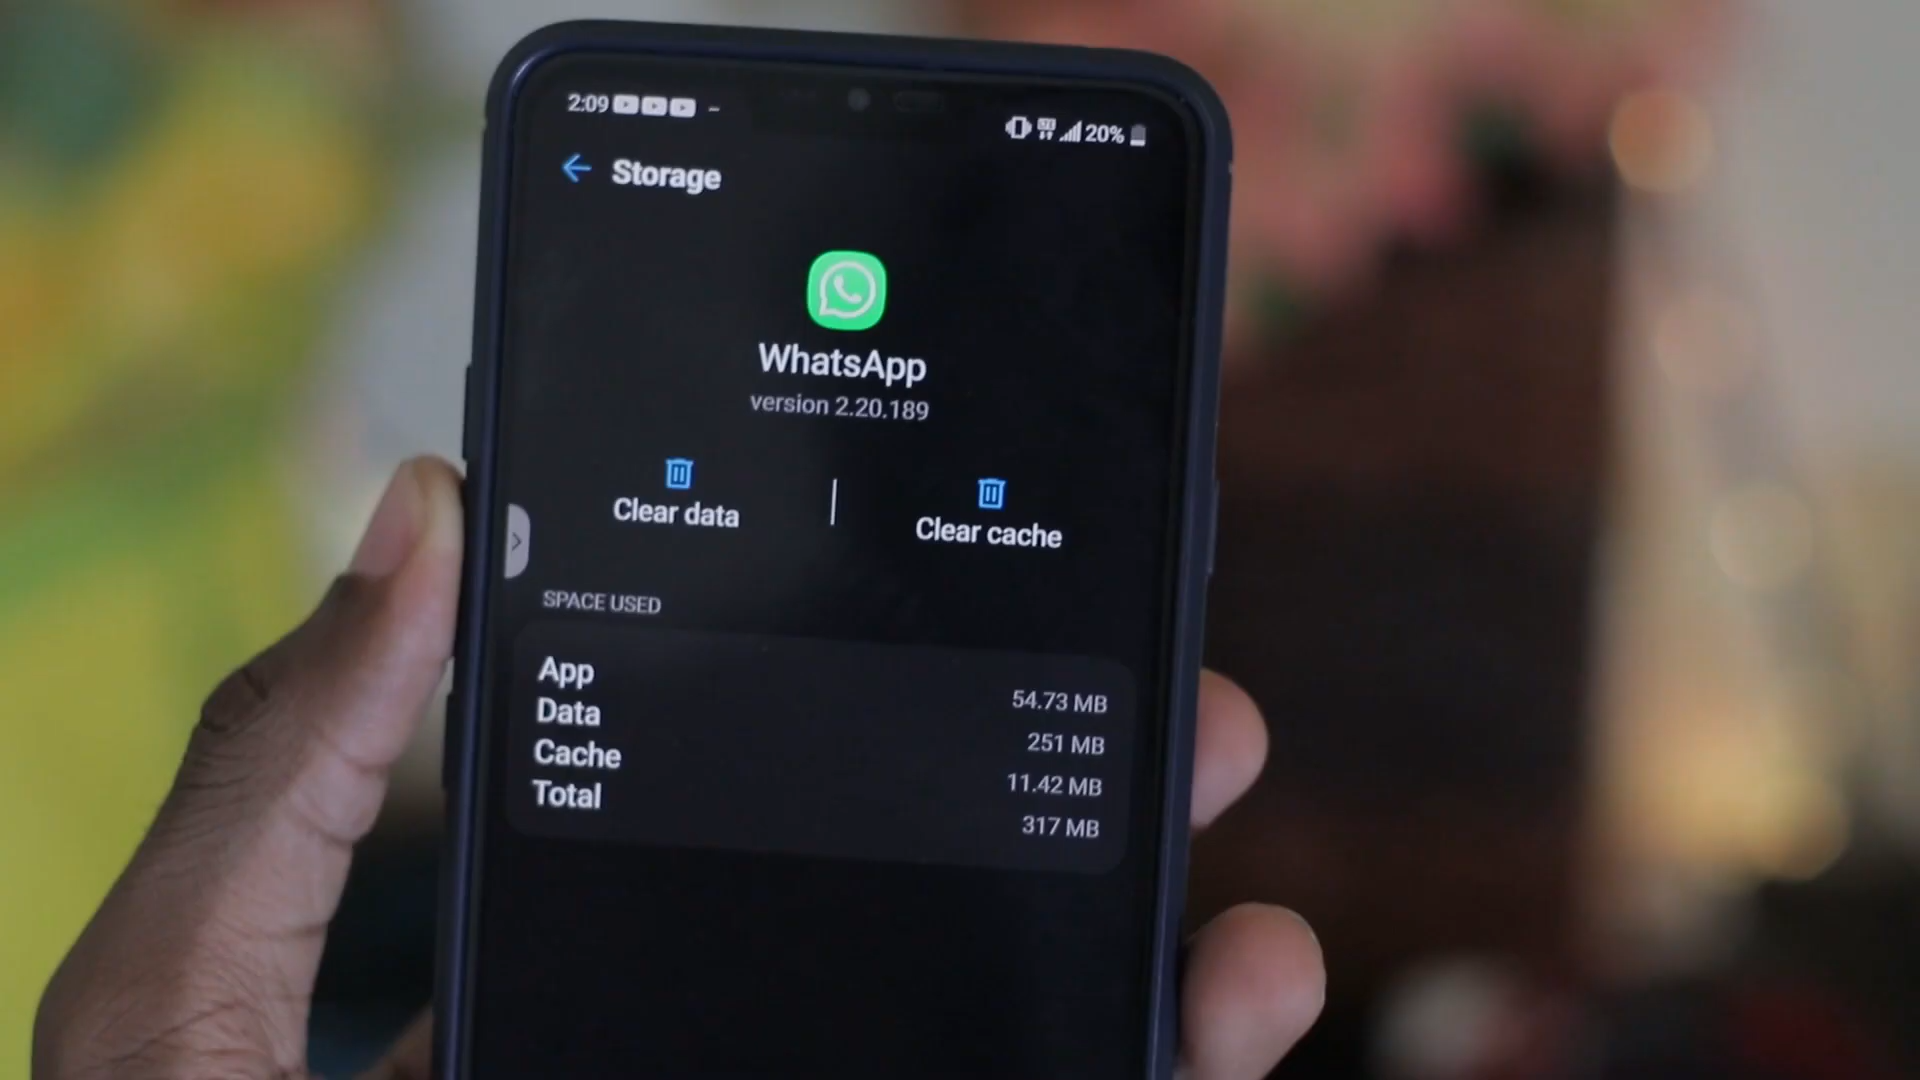 2:09
LTE 20%
Storage
WhatsApp
version 2.20.189
Clear data
Clear cache
SPACE USED
App 54.73 MB
Data 251 MB
Cache 11.42 MB
Total 317 MB